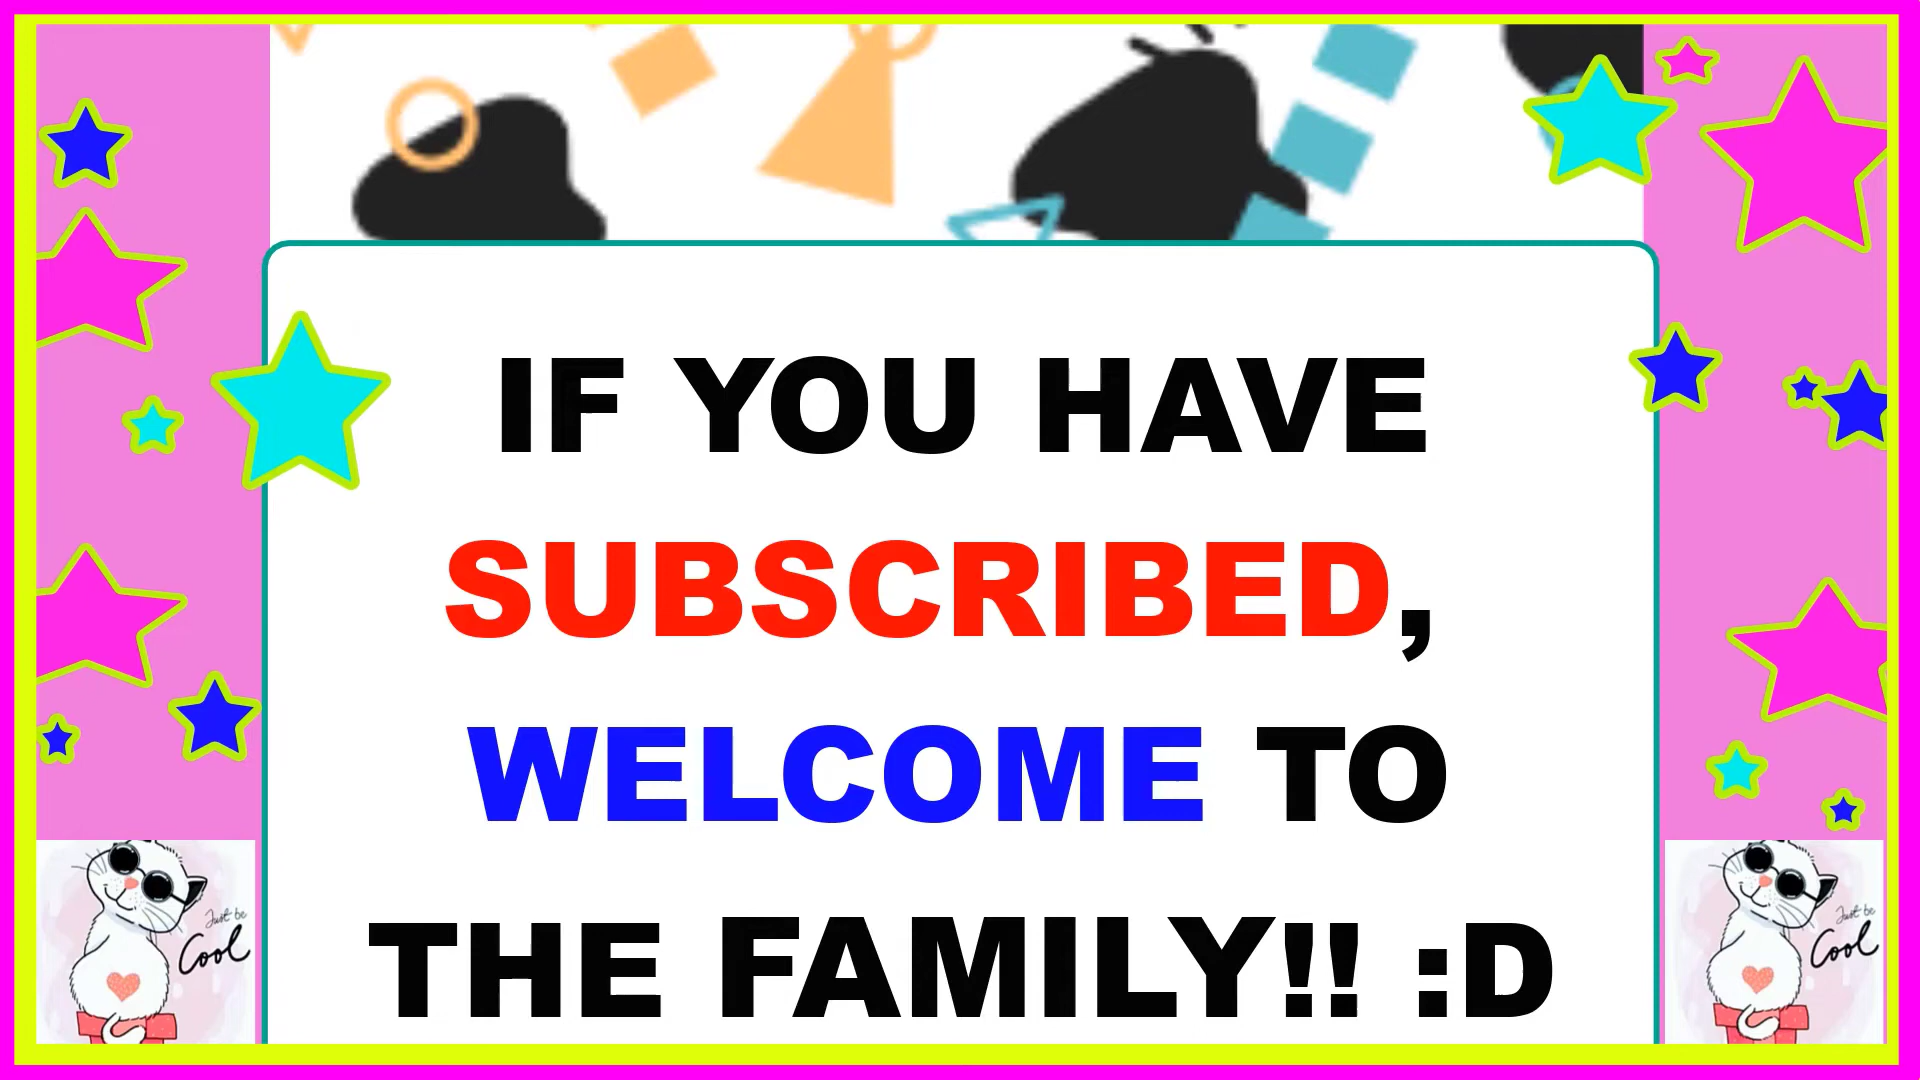 IF YOU HAVE
SUBSCRIBED,
WELCOME TO
THE FAMILY!! :D
Just be
Cool
Just be
Cool